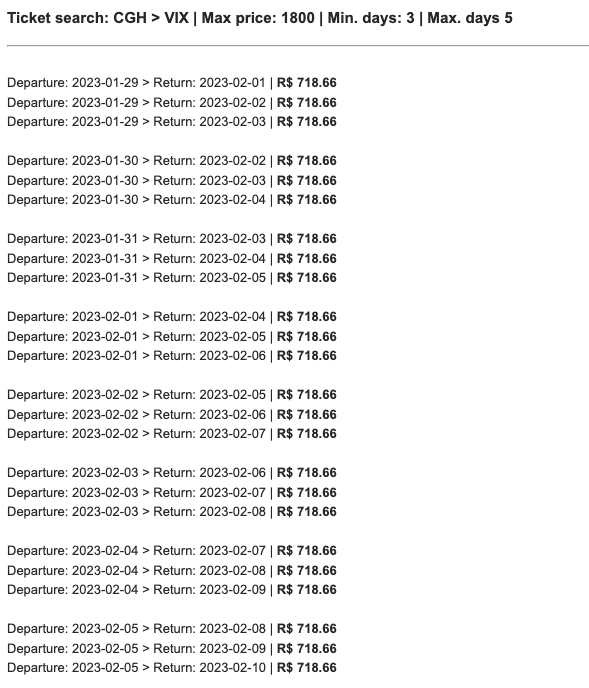 Ticket search: CGH > VIX | Max price: 1800 | Min. days: 3 | Max. days 5
Departure: 2023-01-29 > Return: 2023-02-01 | R$ 718.66
Departure: 2023-01-29 > Return: 2023-02-02 | R$ 718.66
Departure: 2023-01-29 > Return: 2023-02-03 | R$ 718.66
Departure: 2023-01-30 > Return: 2023-02-02 | R$ 718.66
Departure: 2023-01-30 > Return: 2023-02-03 | R$ 718.66
Departure: 2023-01-30 > Return: 2023-02-04 | R$ 718.66
Departure: 2023-01-31 > Return: 2023-02-03 | R$ 718.66
Departure: 2023-01-31 > Return: 2023-02-04 | R$ 718.66
Departure: 2023-01-31 > Return: 2023-02-05 | R$ 718.66
Departure: 2023-02-01 > Return: 2023-02-04 | R$ 718.66
Departure: 2023-02-01 > Return: 2023-02-05 | R$ 718.66
Departure: 2023-02-01 > Return: 2023-02-06 | R$ 718.66
Departure: 2023-02-02 > Return: 2023-02-05 | R$ 718.66
Departure: 2023-02-02 > Return: 2023-02-06 | R$ 718.66
Departure: 2023-02-02 > Return: 2023-02-07 | R$ 718.66
Departure: 2023-02-03 > Return: 2023-02-06 | R$ 718.66
Departure: 2023-02-03 > Return: 2023-02-07 | R$ 718.66
Departure: 2023-02-03 > Return: 2023-02-08 | R$ 718.66
Departure: 2023-02-04 > Return: 2023-02-07 | R$ 718.66
Departure: 2023-02-04 > Return: 2023-02-08 | R$ 718.66
Departure: 2023-02-04 > Return: 2023-02-09 | R$ 718.66
Departure: 2023-02-05 > Return: 2023-02-08 | R$ 718.66
Departure: 2023-02-05 > Return: 2023-02-09 | R$ 718.66
Departure: 2023-02-05 > Return: 2023-02-10 | R$ 718.66